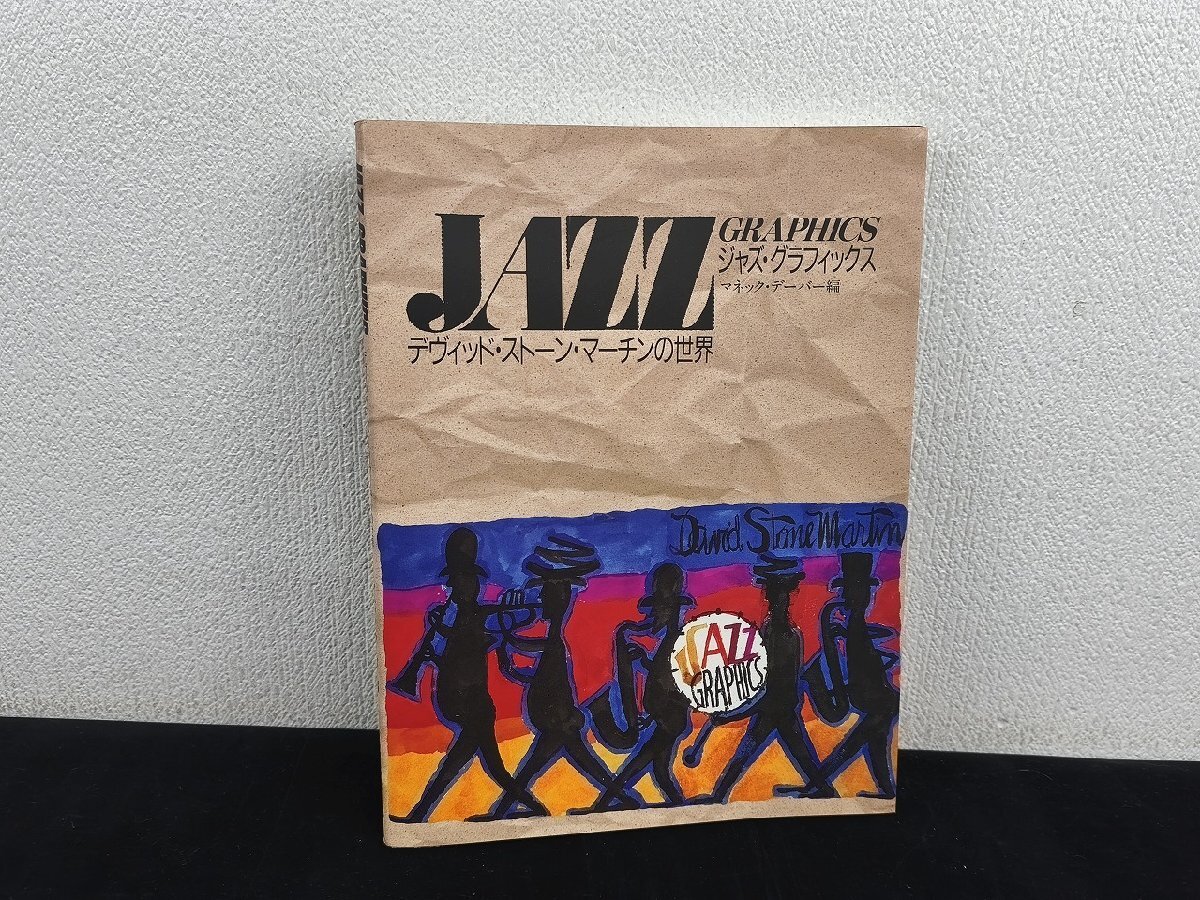 JAZZ
GRAPHICS
ジャズ・グラフィックス
マネック・デーバー編
デヴィッド・ストーン・マーチンの世界
David Stone Martin
JAZZ
GRAPHICS
JAZZ GRAPHICS